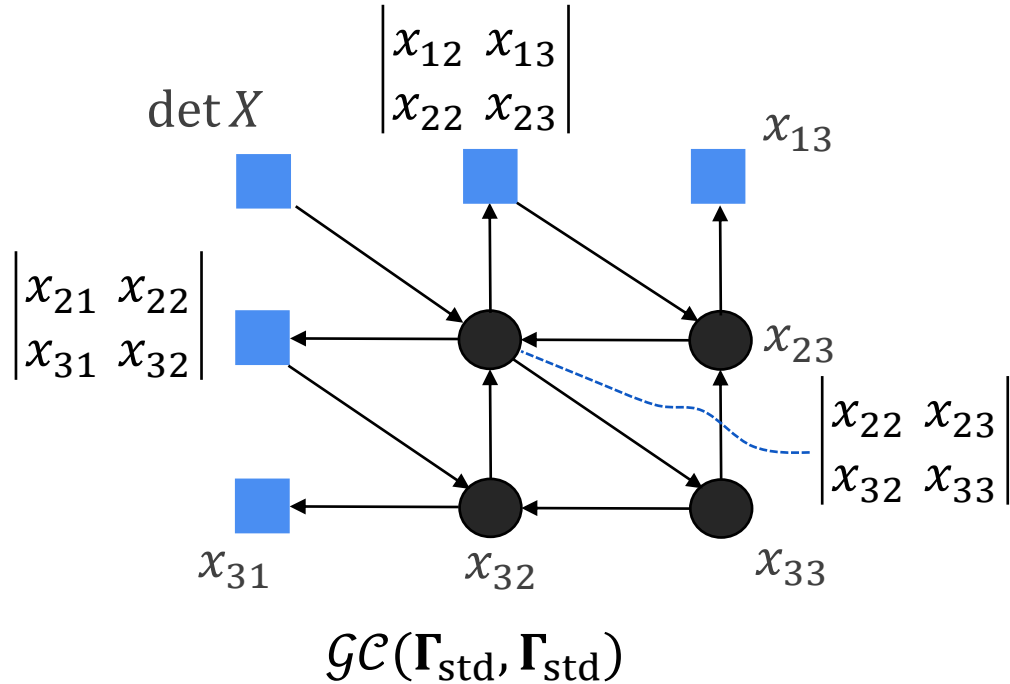 |x₁₂ x₁₃|
|x₂₂ x₂₃|
det X
x₁₃
|x₂₁ x₂₂|
|x₃₁ x₃₂|
x₂₃
|x₂₂ x₂₃|
|x₃₂ x₃₃|
x₃₁
x₃₂
x₃₃
𝒢𝒞(𝚪std, 𝚪std)